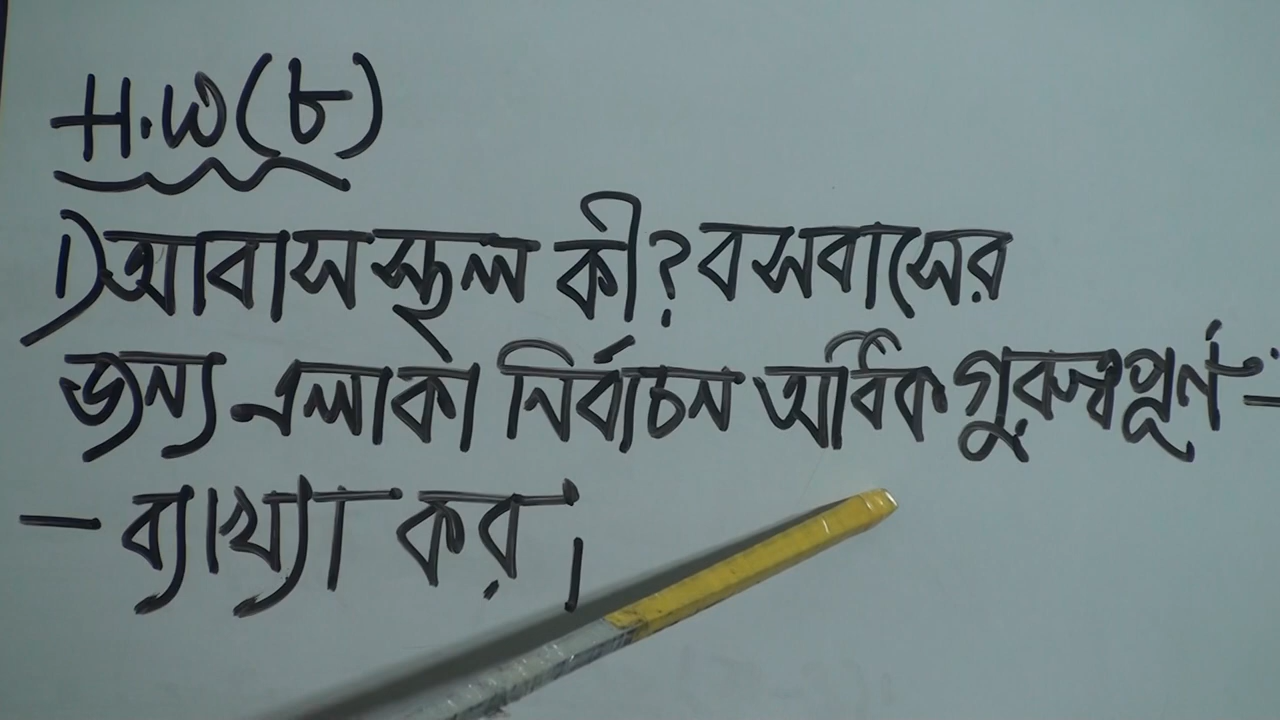 H.W(৮)
১) আবাসস্থল কী? বসবাসের
জন্য এলাকা নির্বাচন অধিক গুরুত্বপূর্ণ -
- ব্যাখ্যা কর।